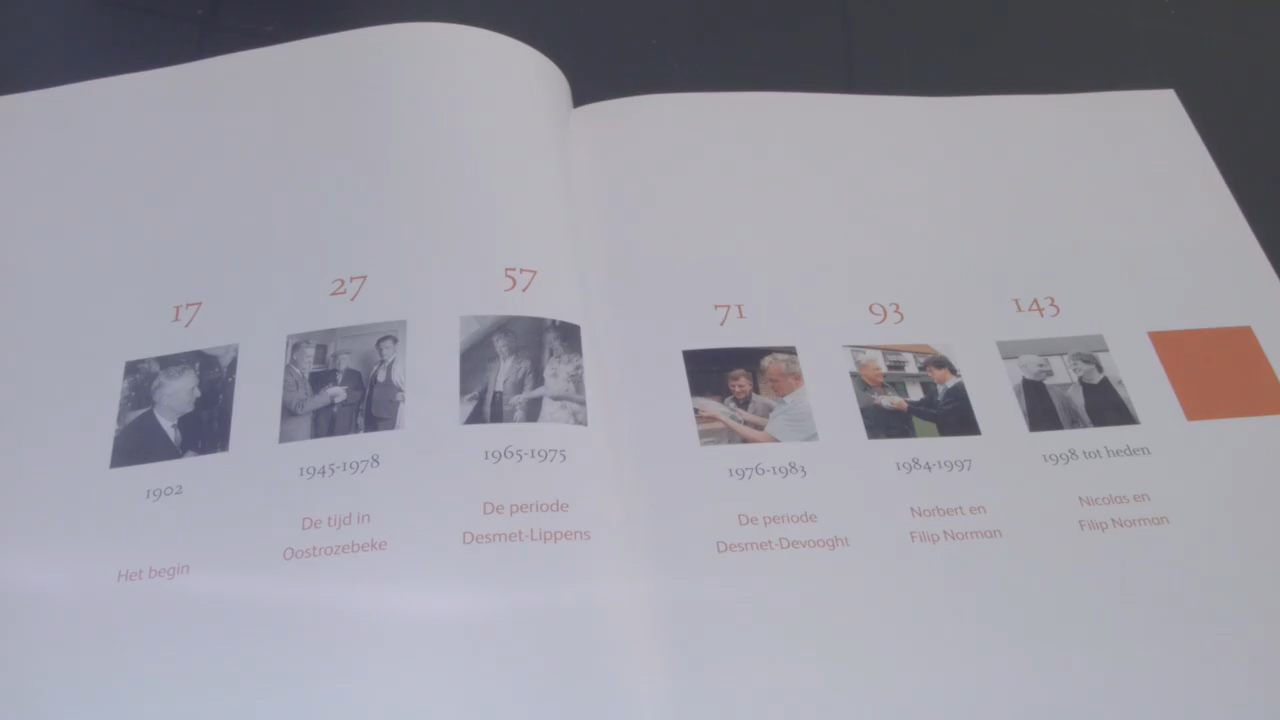 17
1902
Het begin
27
1945-1978
De tijd in
Oostrozebeke
57
1965-1975
De periode
Desmet-Lippens
71
1976-1983
De periode
Desmet-Devooght
93
1984-1997
Norbert en
Filip Norman
143
1998 tot heden
Nicolas en
Filip Norman